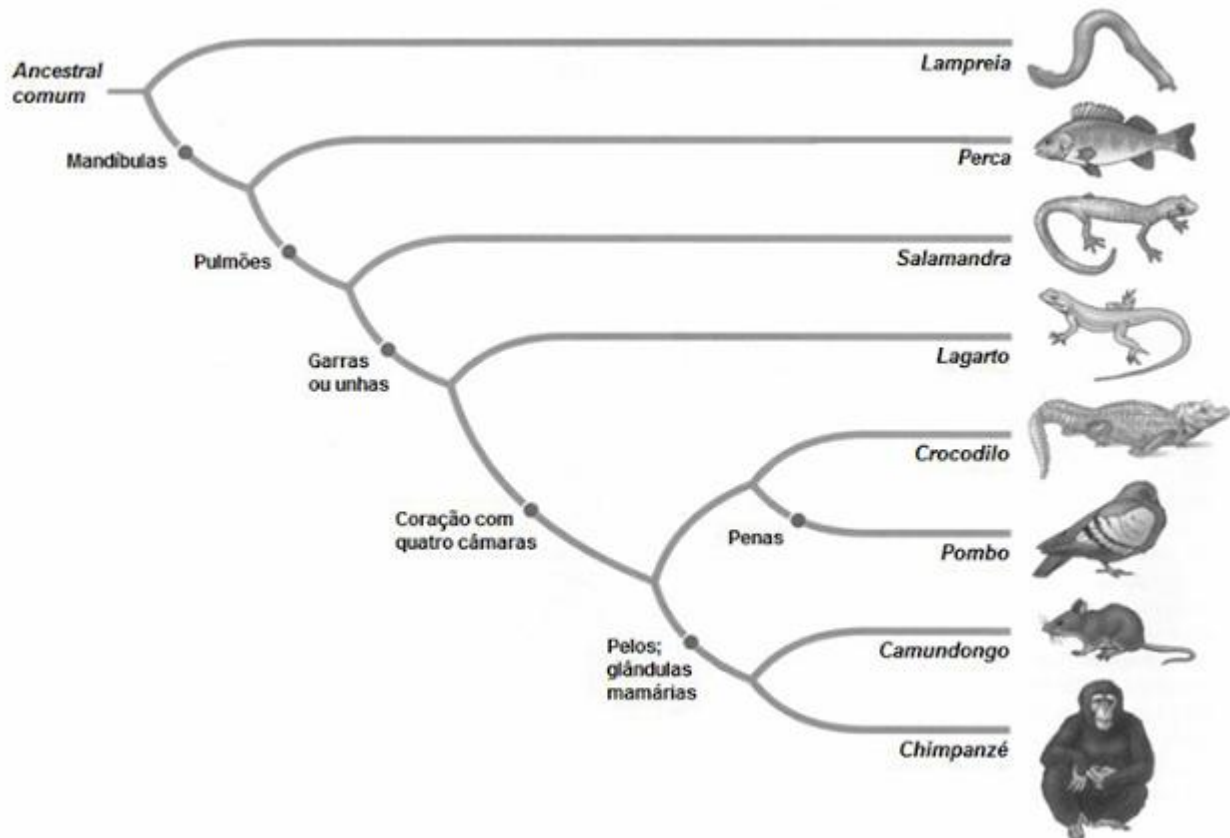 Ancestral
comum
Lampreia
Mandíbulas
Perca
Pulmões
Salamandra
Garras
ou unhas
Lagarto
Crocodilo
Coração com
quatro câmaras
Penas
Pombo
Pelos;
glândulas
mamárias
Camundongo
Chimpanzé